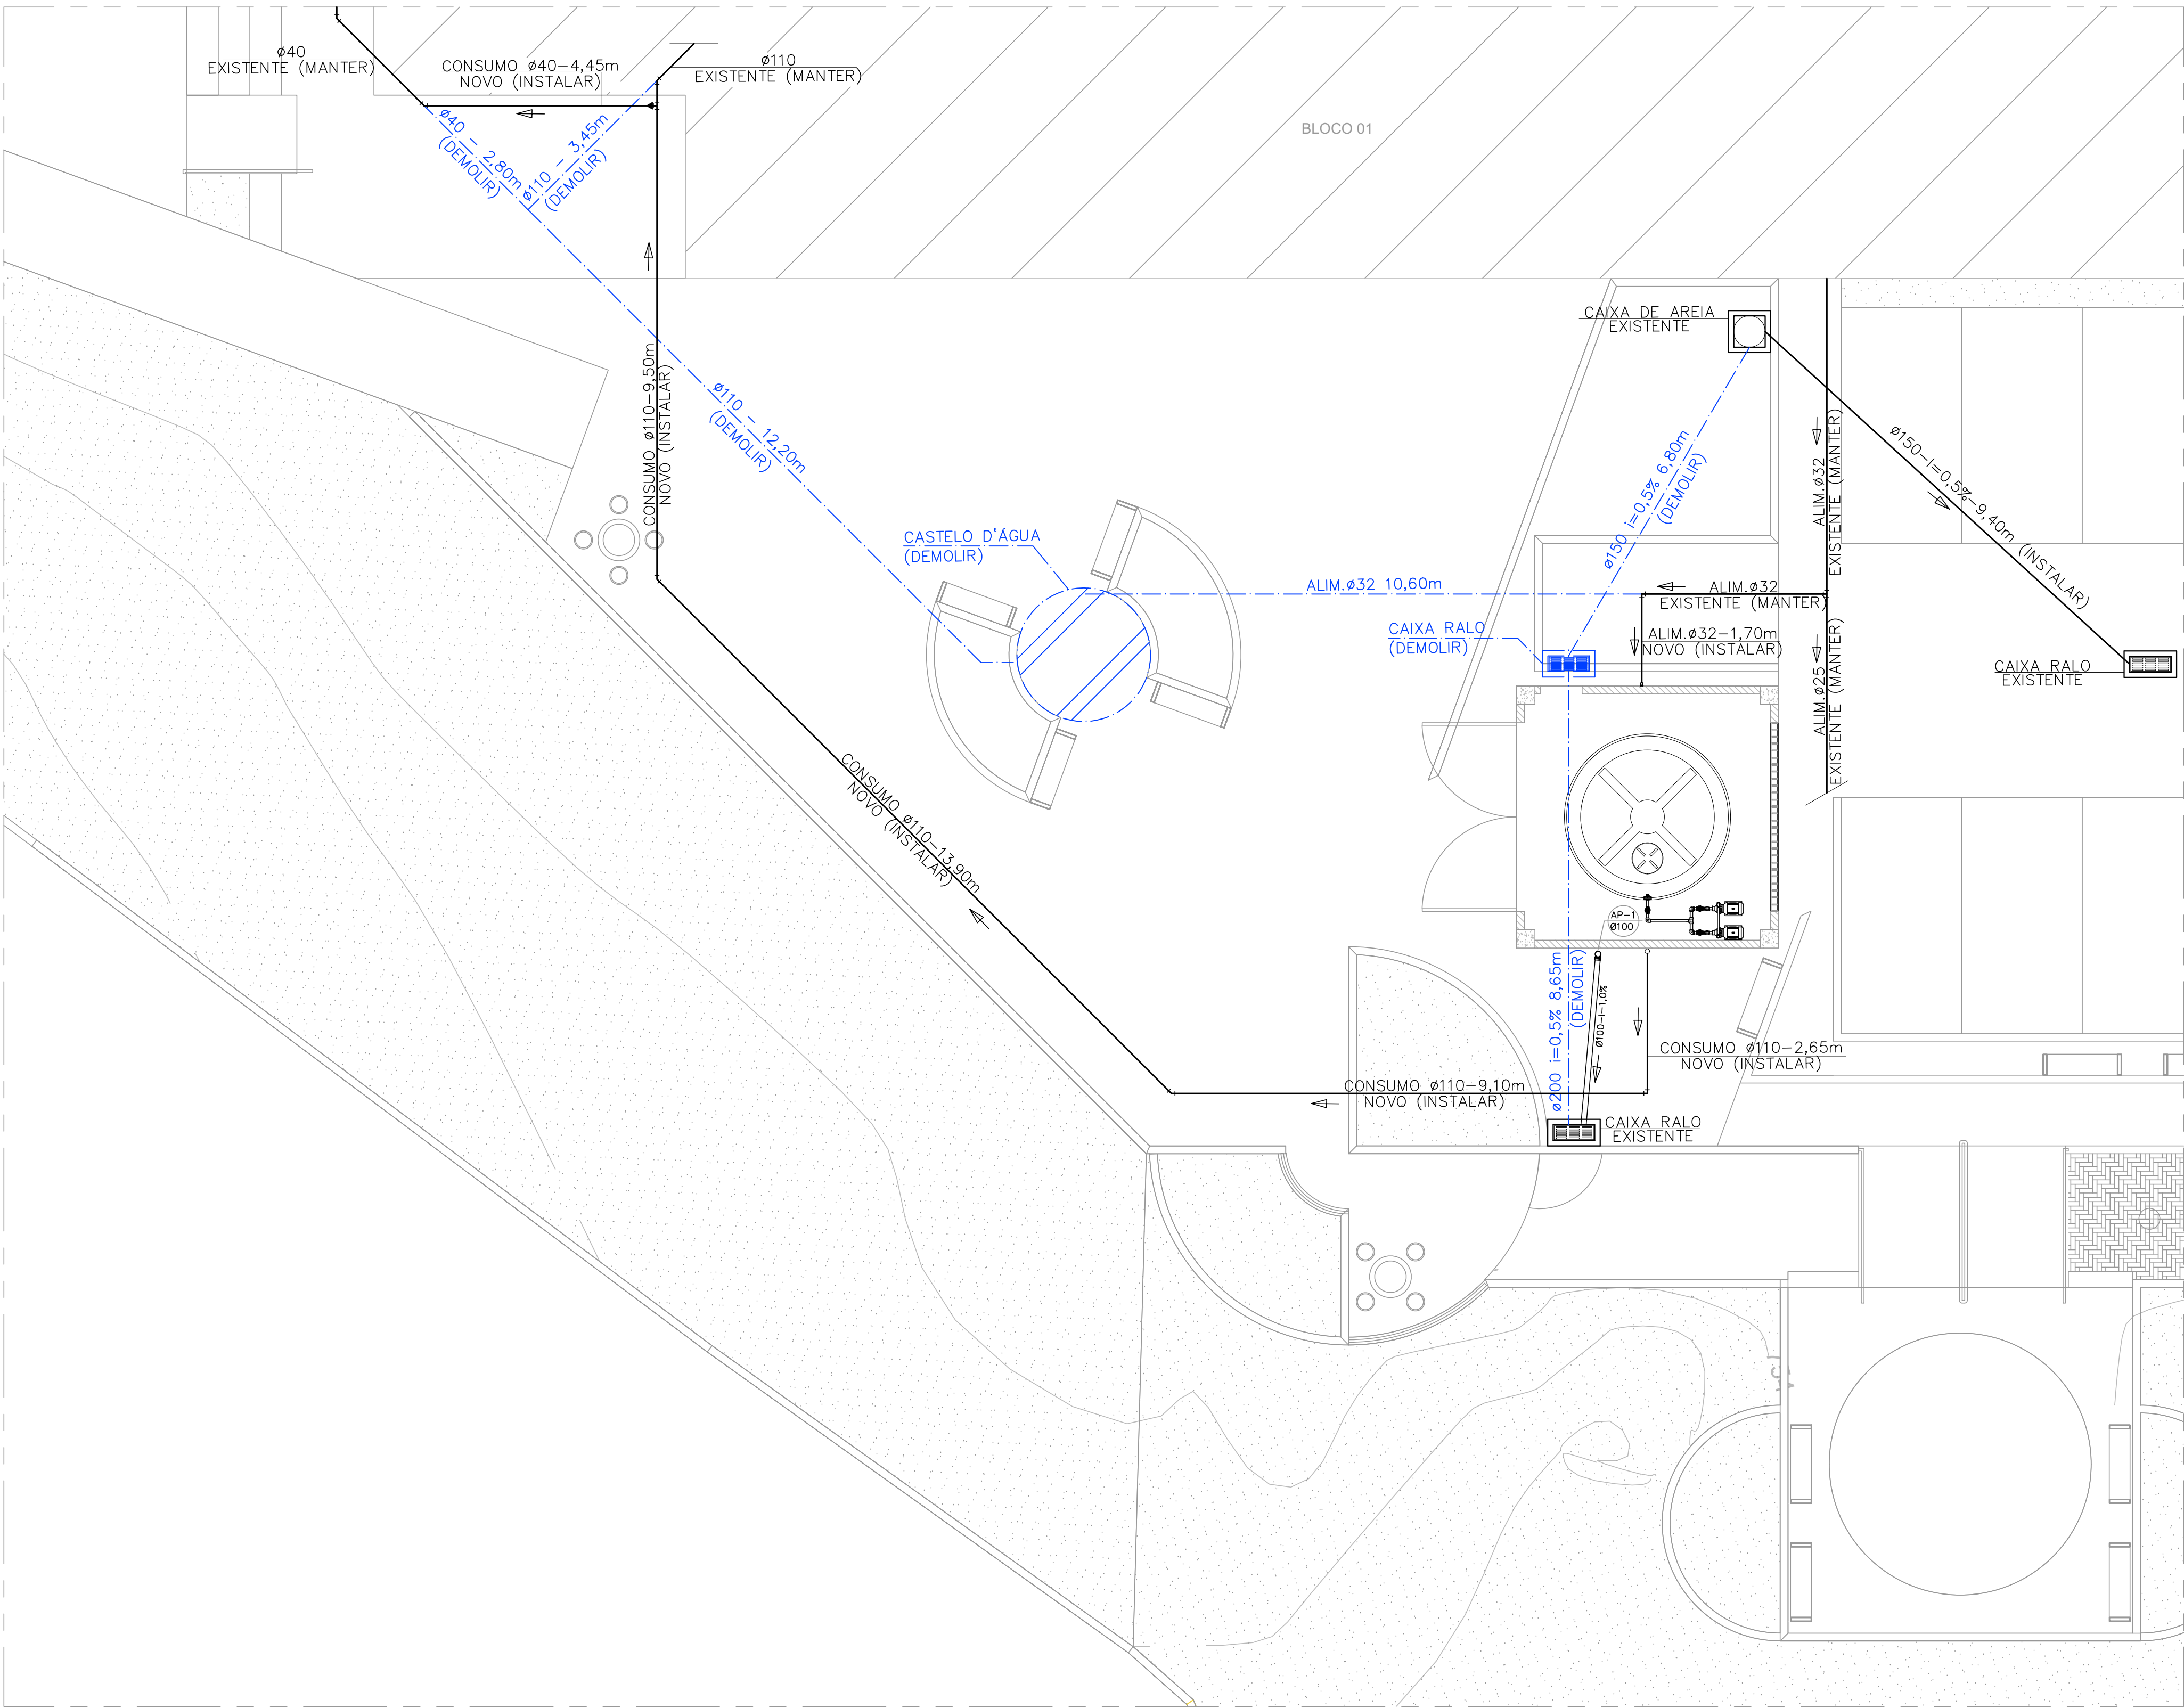 ø40
EXISTENTE (MANTER)
CONSUMO ø40-4,45m
NOVO (INSTALAR)
ø110
EXISTENTE (MANTER)
ø40 - 2,80m
(DEMOLIR)
ø110 - 3,45m
(DEMOLIR)
BLOCO 01
CAIXA DE AREIA
EXISTENTE
CONSUMO ø110-9,50m
NOVO (INSTALAR)
ø110 - 12,20m
(DEMOLIR)
CASTELO D'ÁGUA
(DEMOLIR)
ø150 i=0,5% 6,80m
(DEMOLIR)
ALIM.ø32
EXISTENTE (MANTER)
ø150-I=0,5%-9,40m (INSTALAR)
ALIM.ø32 10,60m
ALIM.ø32
EXISTENTE (MANTER)
CAIXA RALO
(DEMOLIR)
ALIM.ø32-1,70m
NOVO (INSTALAR)
ALIM.ø25
EXISTENTE (MANTER)
CAIXA RALO
EXISTENTE
CONSUMO ø110-13,90m
NOVO (INSTALAR)
AP-1
Ø100
ø200 i=0,5% 8,65m
(DEMOLIR)
Ø100-I-1,0%
CONSUMO ø110-2,65m
NOVO (INSTALAR)
CONSUMO ø110-9,10m
NOVO (INSTALAR)
CAIXA RALO
EXISTENTE